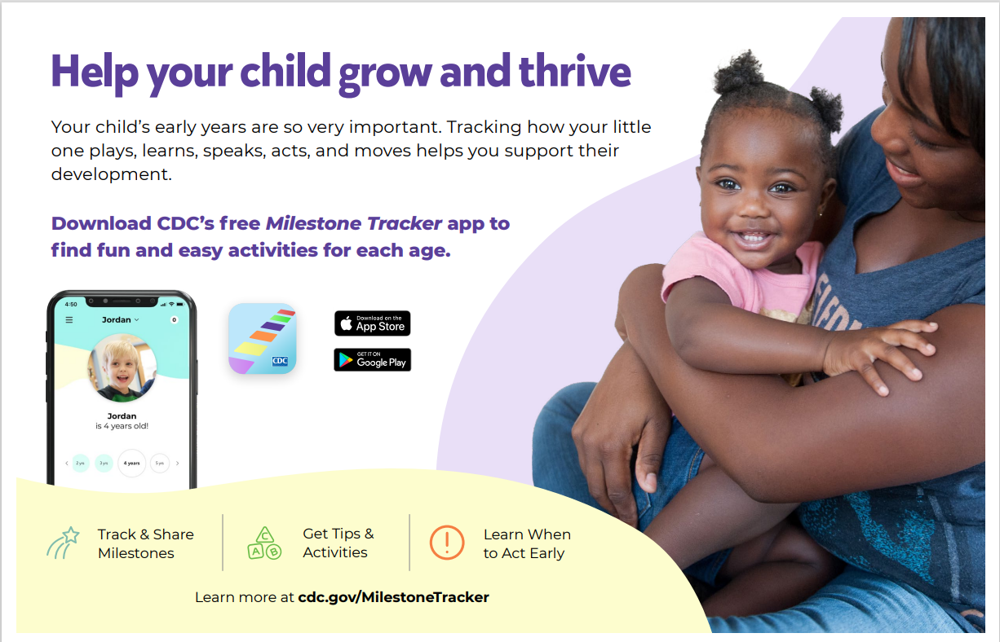 Help your child grow and thrive
Your child's early years are so very important. Tracking how your little
one plays, learns, speaks, acts, and moves helps you support their
development.
Download CDC's free Milestone Tracker app to
find fun and easy activities for each age.
4:50
Jordan
0
Jordan
is 4 years old!
2 yrs
3 yrs
4 years
5 yrs
CDC
Download on the
App Store
GET IT ON
Google Play
Track & Share
Milestones
C
A B
Get Tips &
Activities
Learn When
to Act Early
Learn more at cdc.gov/MilestoneTracker